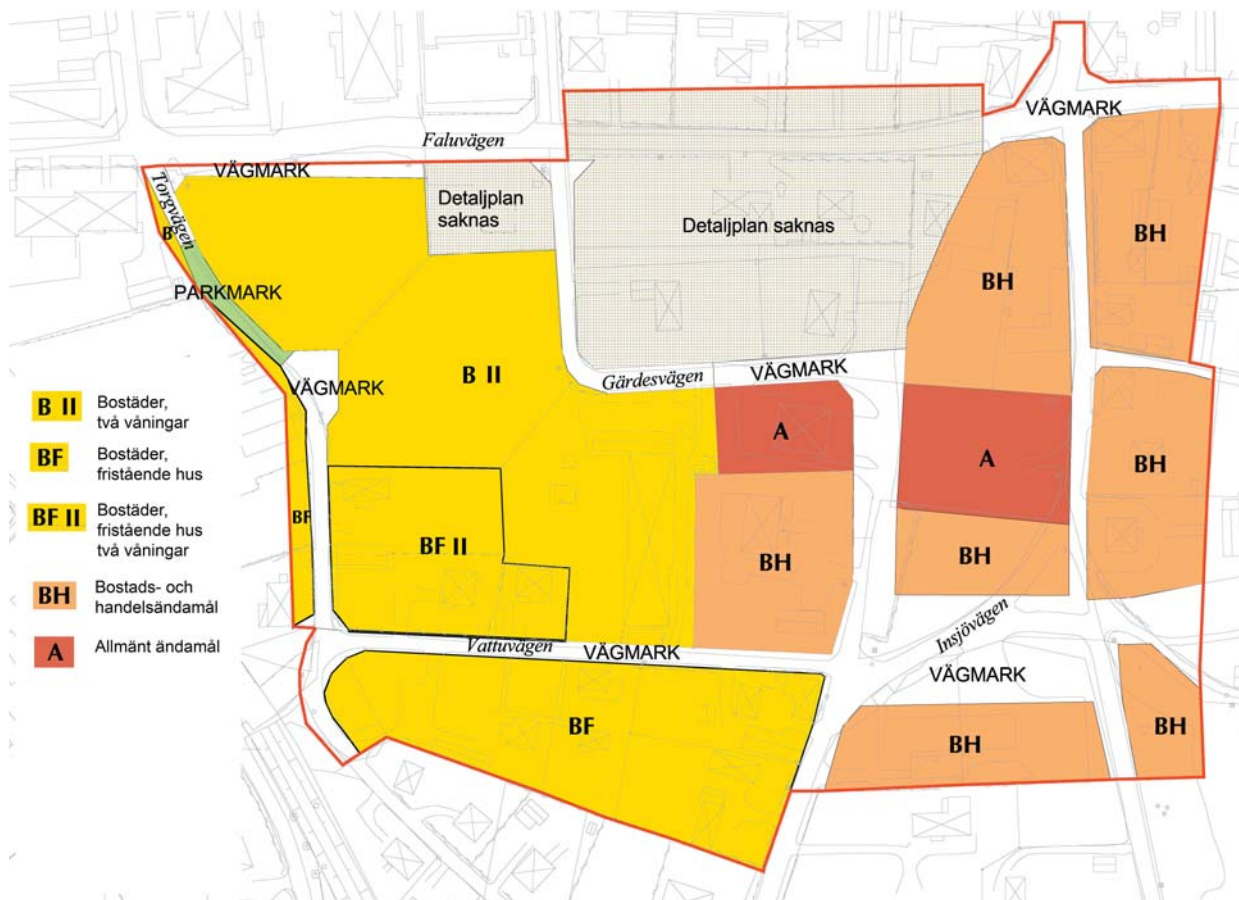 VÄGMARK
Faluvägen
VÄGMARK
Torgvägen
Detaljplan
saknas
Detaljplan saknas
B
BH
BH
PARKMARK
VÄGMARK
VÄGMARK
B II
Gärdesvägen
A
A
BH
BF
BF II
BH
BH
Insjövägen
Vattuvägen
VÄGMARK
VÄGMARK
BF
BH
BH
B II
Bostäder,
två våningar
BF
Bostäder,
fristående hus
BF II
Bostäder,
fristående hus
två våningar
BH
Bostads- och
handelsändamål
A
Allmänt ändamål